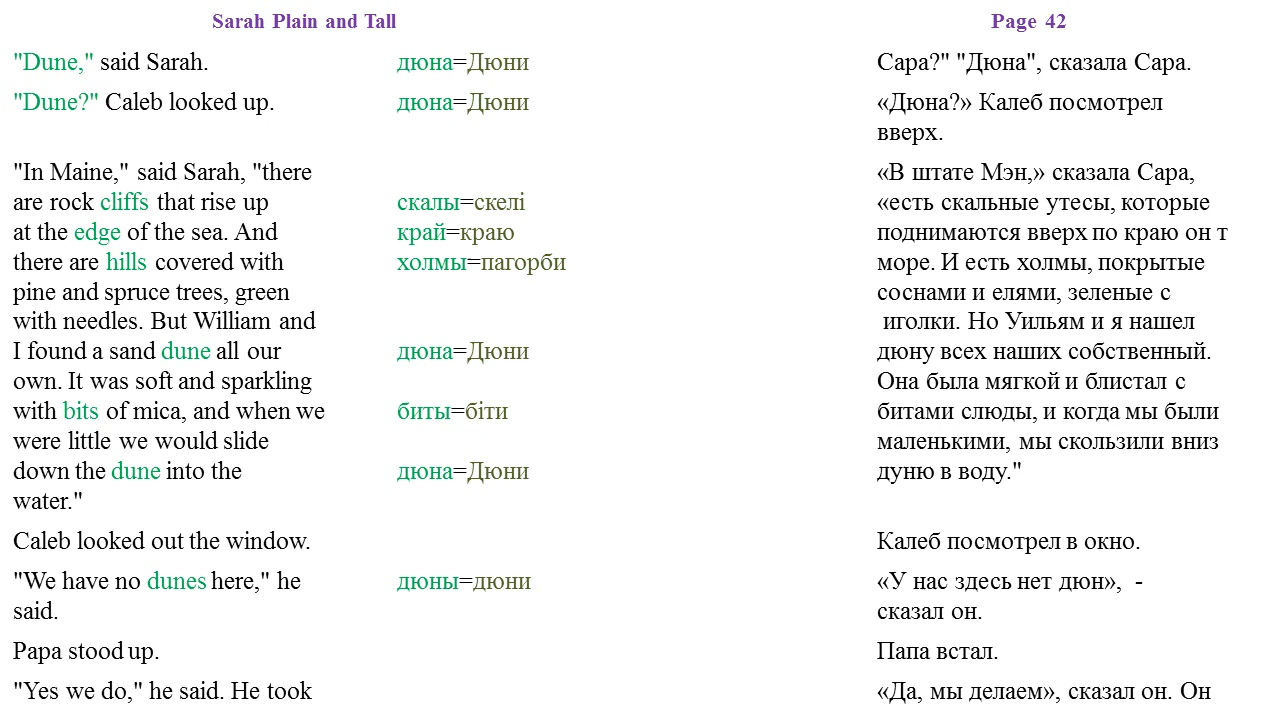 Sarah Plain and Tall Page 42
"Dune," said Sarah. дюна=Дюни Сара?" "Дюна", сказала Сара.
"Dune?" Caleb looked up. дюна=Дюни «Дюна?» Калеб посмотрел
вверх.
"In Maine," said Sarah, "there «В штате Мэн,» сказала Сара,
are rock cliffs that rise up скалы=скелі «есть скальные утесы, которые
at the edge of the sea. And край=краю поднимаются вверх по краю он т
there are hills covered with холмы=пагорби море. И есть холмы, покрытые
pine and spruce trees, green соснами и елями, зеленые с
with needles. But William and иголки. Но Уильям и я нашел
I found a sand dune all our дюна=Дюни дюну всех наших собственный.
own. It was soft and sparkling Она была мягкой и блистал с
with bits of mica, and when we биты=біти битами слюды, и когда мы были
were little we would slide маленькими, мы скользили вниз
down the dune into the дюна=Дюни дуню в воду."
water."
Caleb looked out the window. Калеб посмотрел в окно.
"We have no dunes here," he дюны=дюни «У нас здесь нет дюн», -
said. сказал он.
Papa stood up. Папа встал.
"Yes we do," he said. He took «Да, мы делаем», сказал он. Он